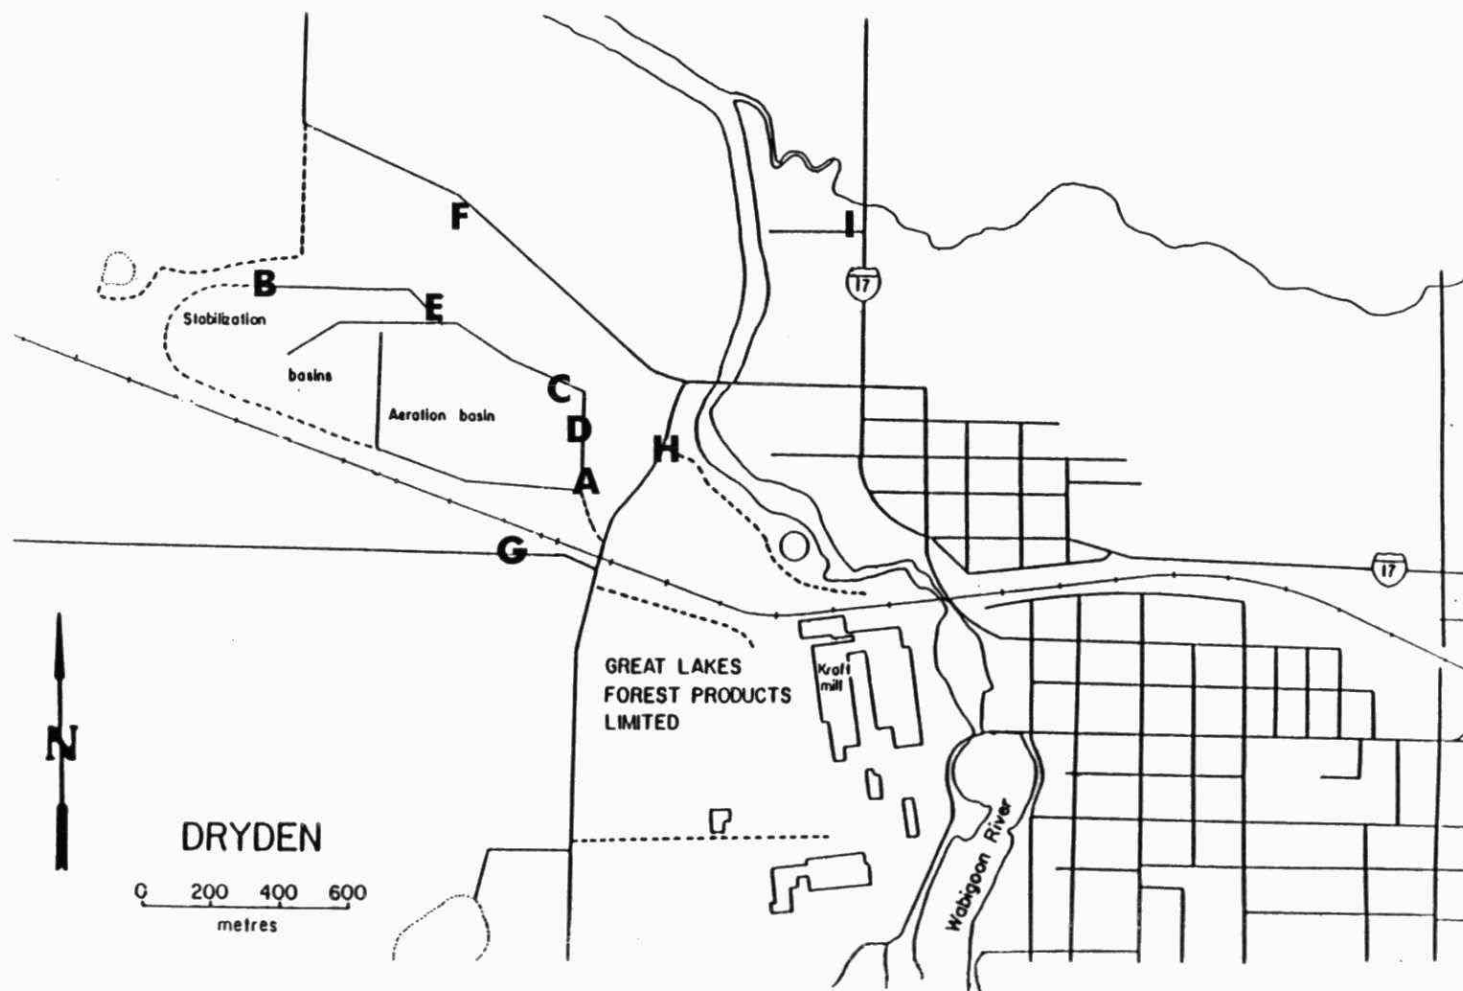 F
I
17
B
E
Stabilization
basins
C
Aeration basin
D
H
A
G
17
GREAT LAKES
FOREST PRODUCTS
LIMITED
Kraft
mill
N
DRYDEN
0 200 400 600
metres
Wabigoon River